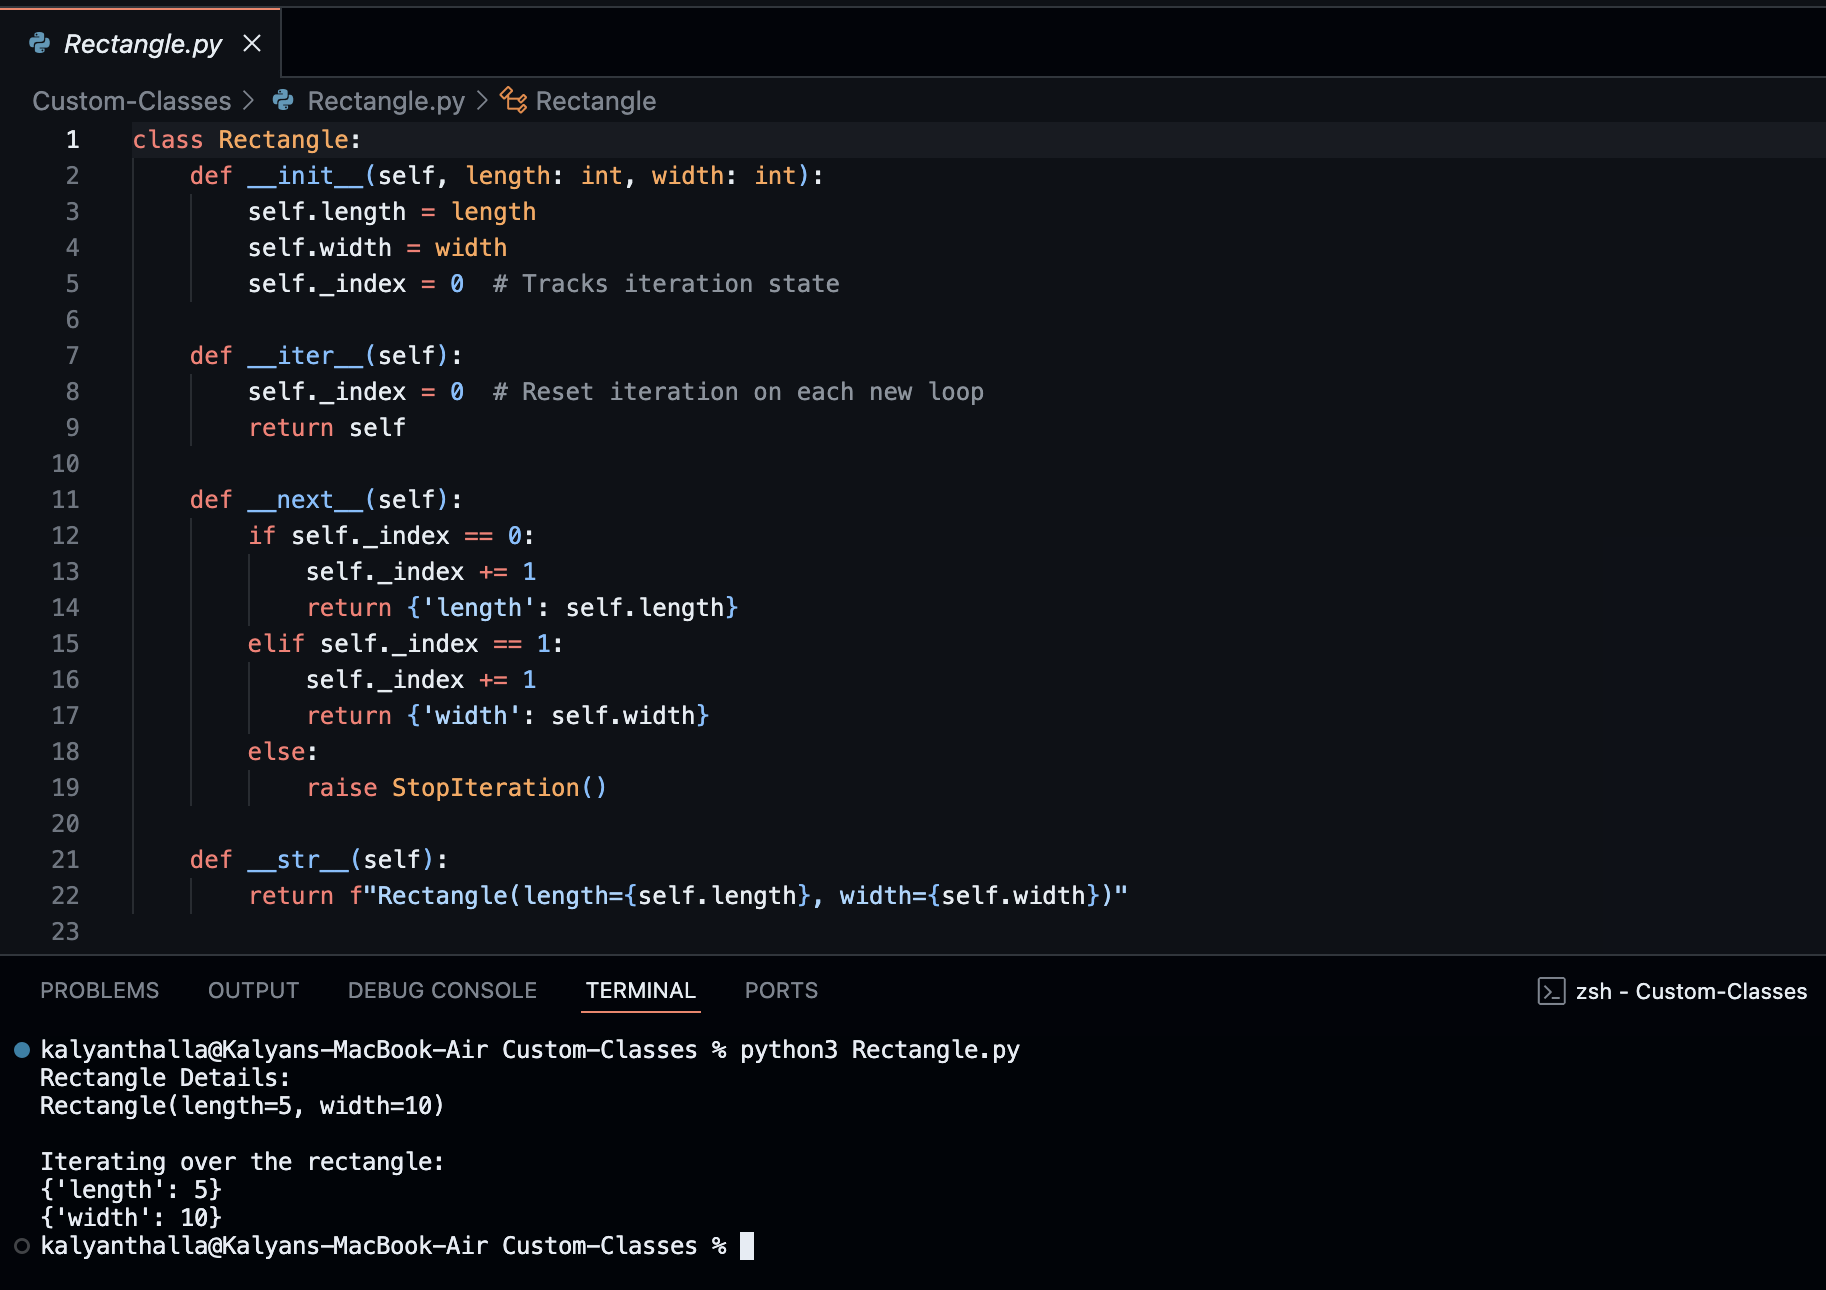 Rectangle.py
Custom-Classes > Rectangle.py > Rectangle
1 class Rectangle:
2     def __init__(self, length: int, width: int):
3         self.length = length
4         self.width = width
5         self._index = 0  # Tracks iteration state
6
7     def __iter__(self):
8         self._index = 0  # Reset iteration on each new loop
9         return self
10
11     def __next__(self):
12         if self._index == 0:
13             self._index += 1
14             return {'length': self.length}
15         elif self._index == 1:
16             self._index += 1
17             return {'width': self.width}
18         else:
19             raise StopIteration()
20
21     def __str__(self):
22         return f"Rectangle(length={self.length}, width={self.width})"
23
PROBLEMS OUTPUT DEBUG CONSOLE TERMINAL PORTS zsh - Custom-Classes
kalyanthalla@Kalyans-MacBook-Air Custom-Classes % python3 Rectangle.py
Rectangle Details:
Rectangle(length=5, width=10)
Iterating over the rectangle:
{'length': 5}
{'width': 10}
kalyanthalla@Kalyans-MacBook-Air Custom-Classes %